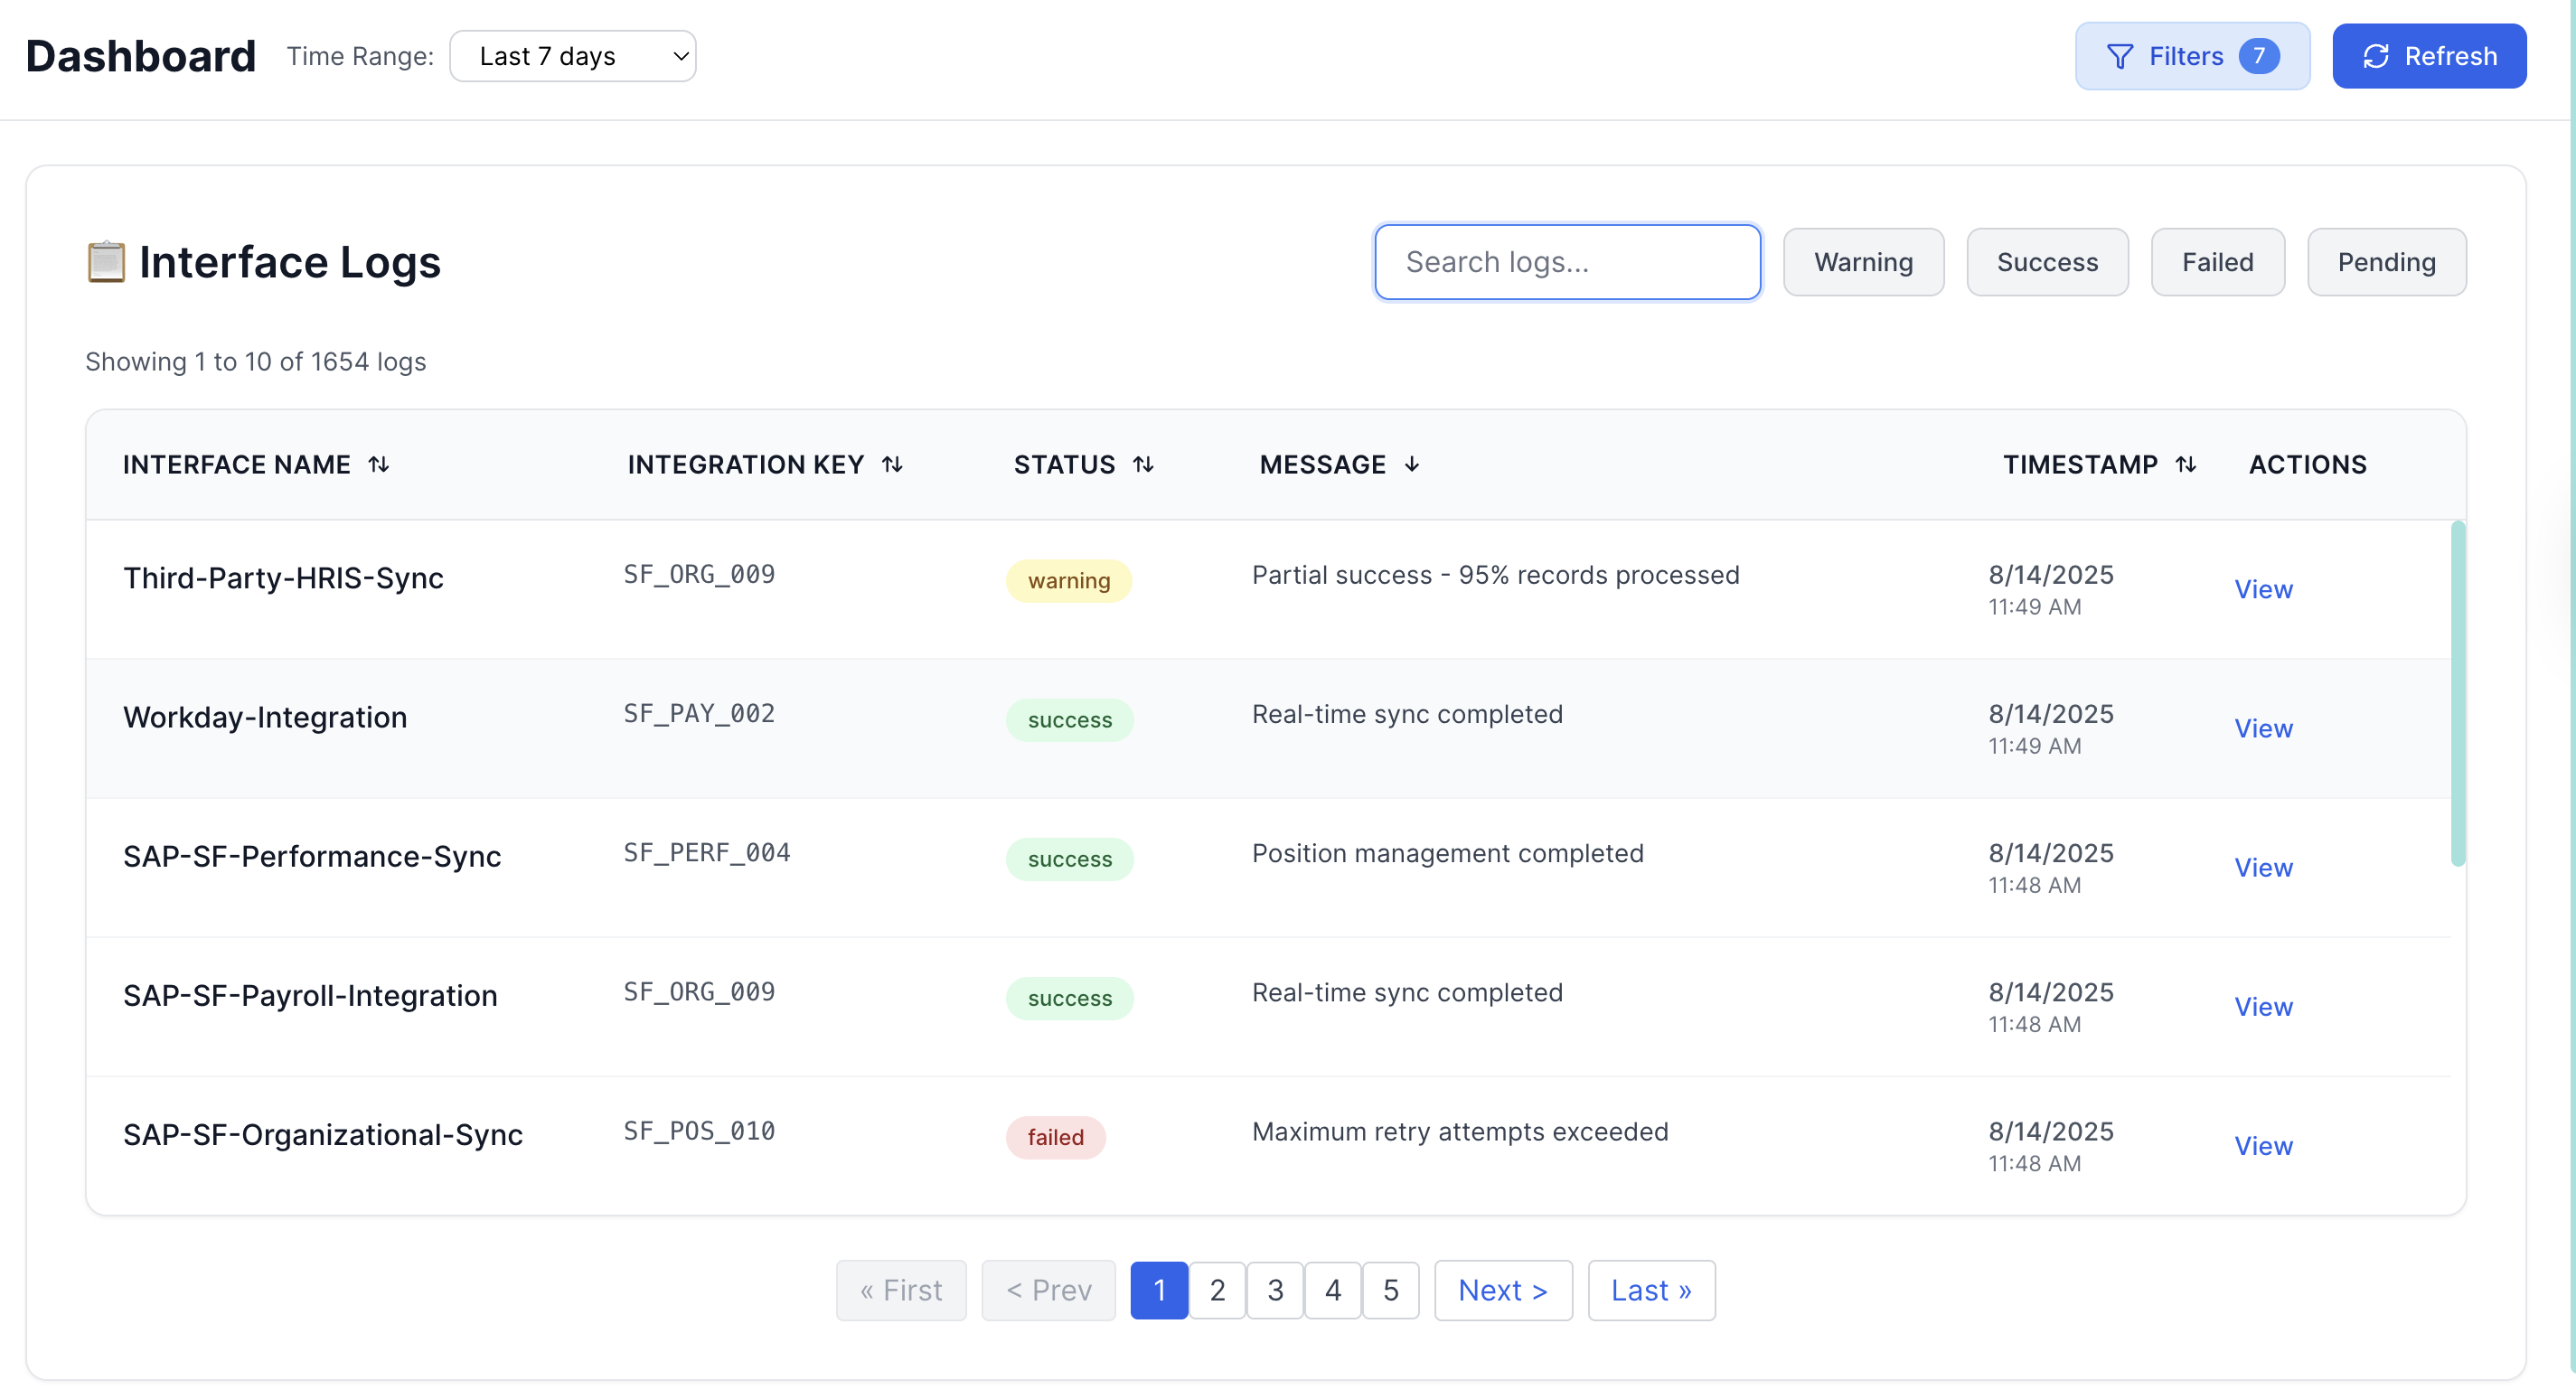 Dashboard Time Range: Last 7 days Filters 7 Refresh
Interface Logs Search logs... Warning Success Failed Pending
Showing 1 to 10 of 1654 logs
INTERFACE NAME INTEGRATION KEY STATUS MESSAGE TIMESTAMP ACTIONS
Third-Party-HRIS-Sync SF_ORG_009 warning Partial success - 95% records processed 8/14/2025 View
11:49 AM
Workday-Integration SF_PAY_002 success Real-time sync completed 8/14/2025 View
11:49 AM
SAP-SF-Performance-Sync SF_PERF_004 success Position management completed 8/14/2025 View
11:48 AM
SAP-SF-Payroll-Integration SF_ORG_009 success Real-time sync completed 8/14/2025 View
11:48 AM
SAP-SF-Organizational-Sync SF_POS_010 failed Maximum retry attempts exceeded 8/14/2025 View
11:48 AM
« First < Prev 1 2 3 4 5 Next > Last »